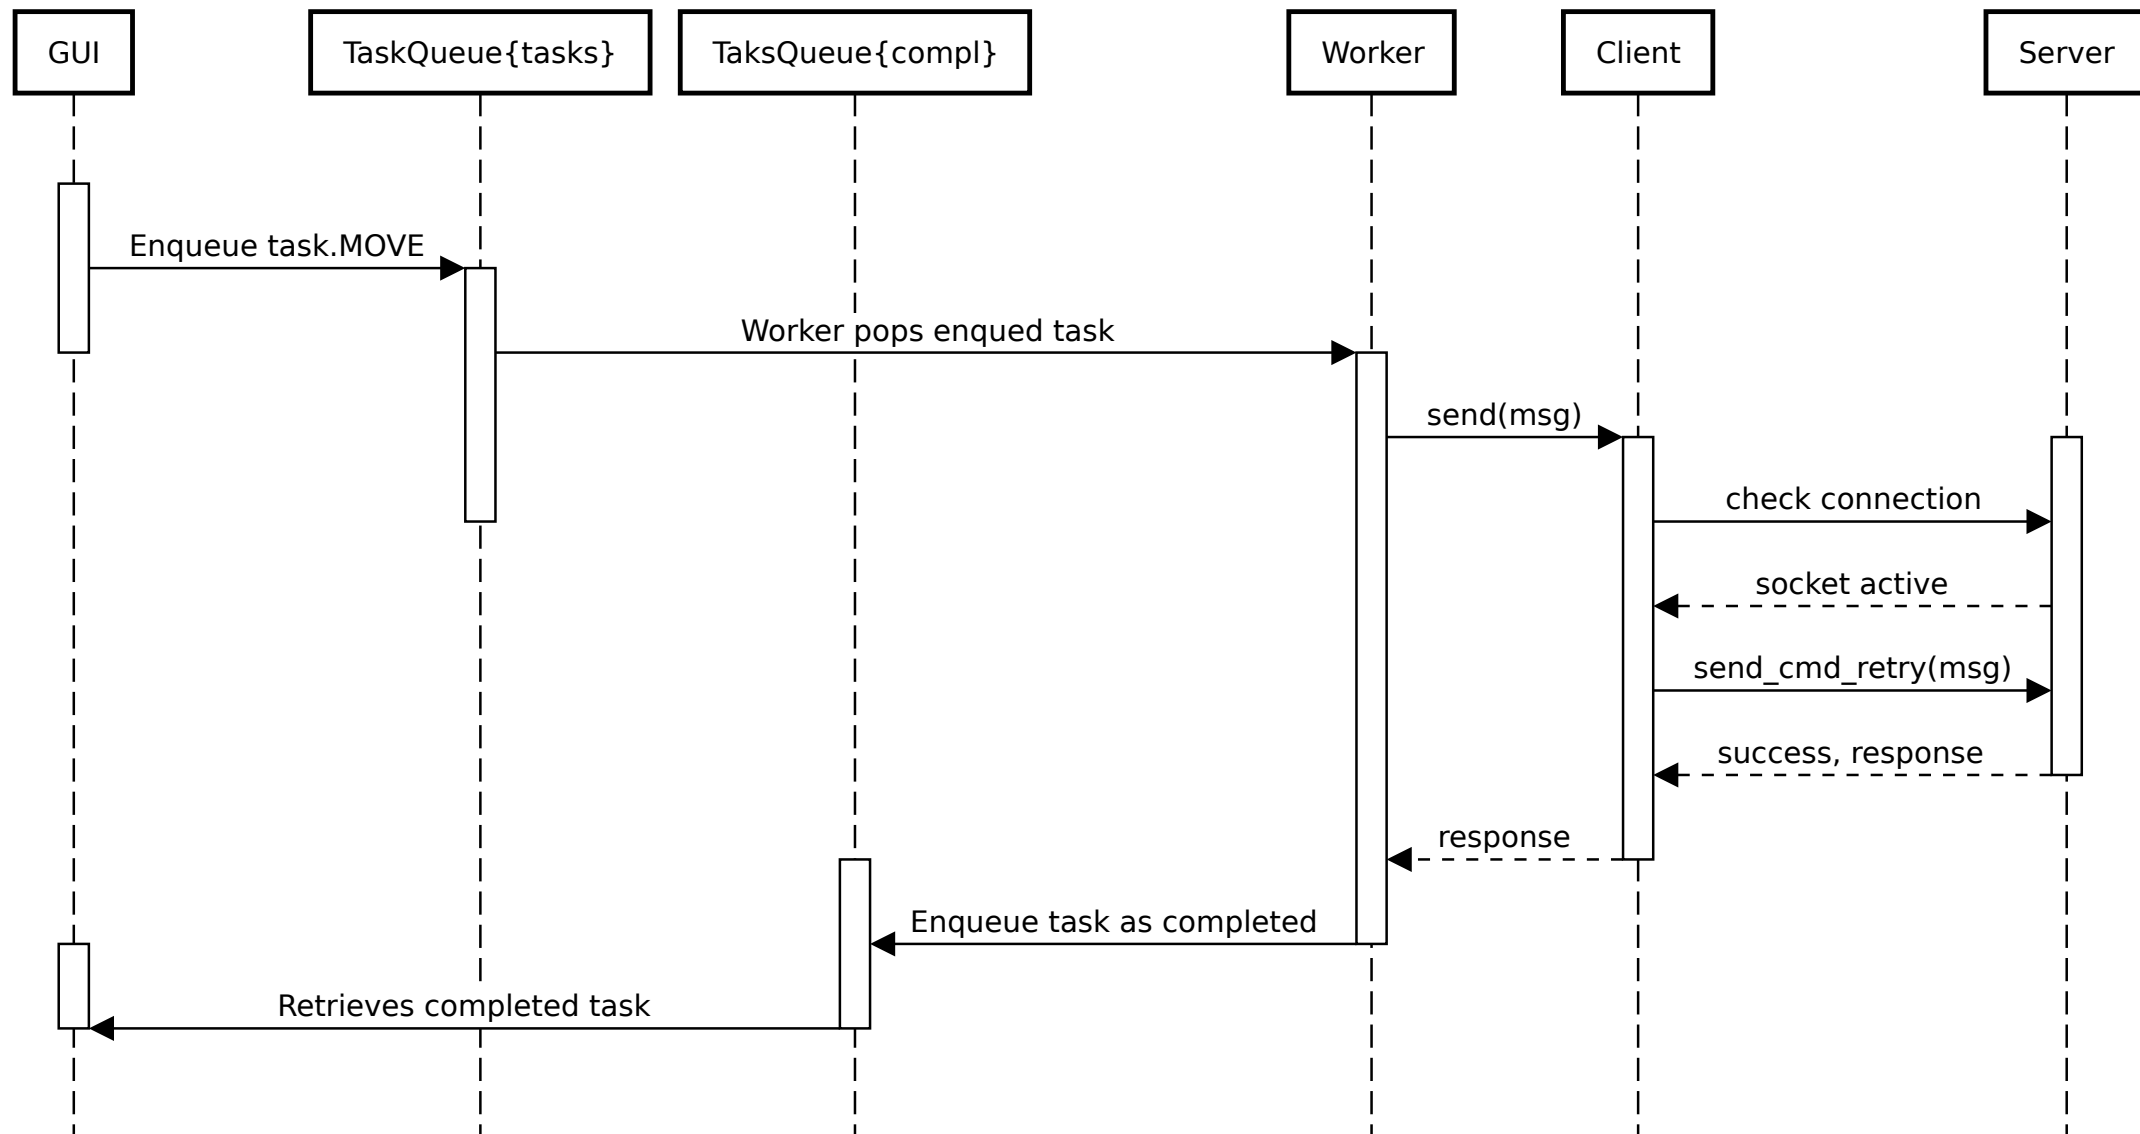 GUI
TaskQueue{tasks}
TaksQueue{compl}
Worker
Client
Server
Enqueue task.MOVE
Worker pops enqued task
send(msg)
check connection
socket active
send_cmd_retry(msg)
success, response
response
Enqueue task as completed
Retrieves completed task